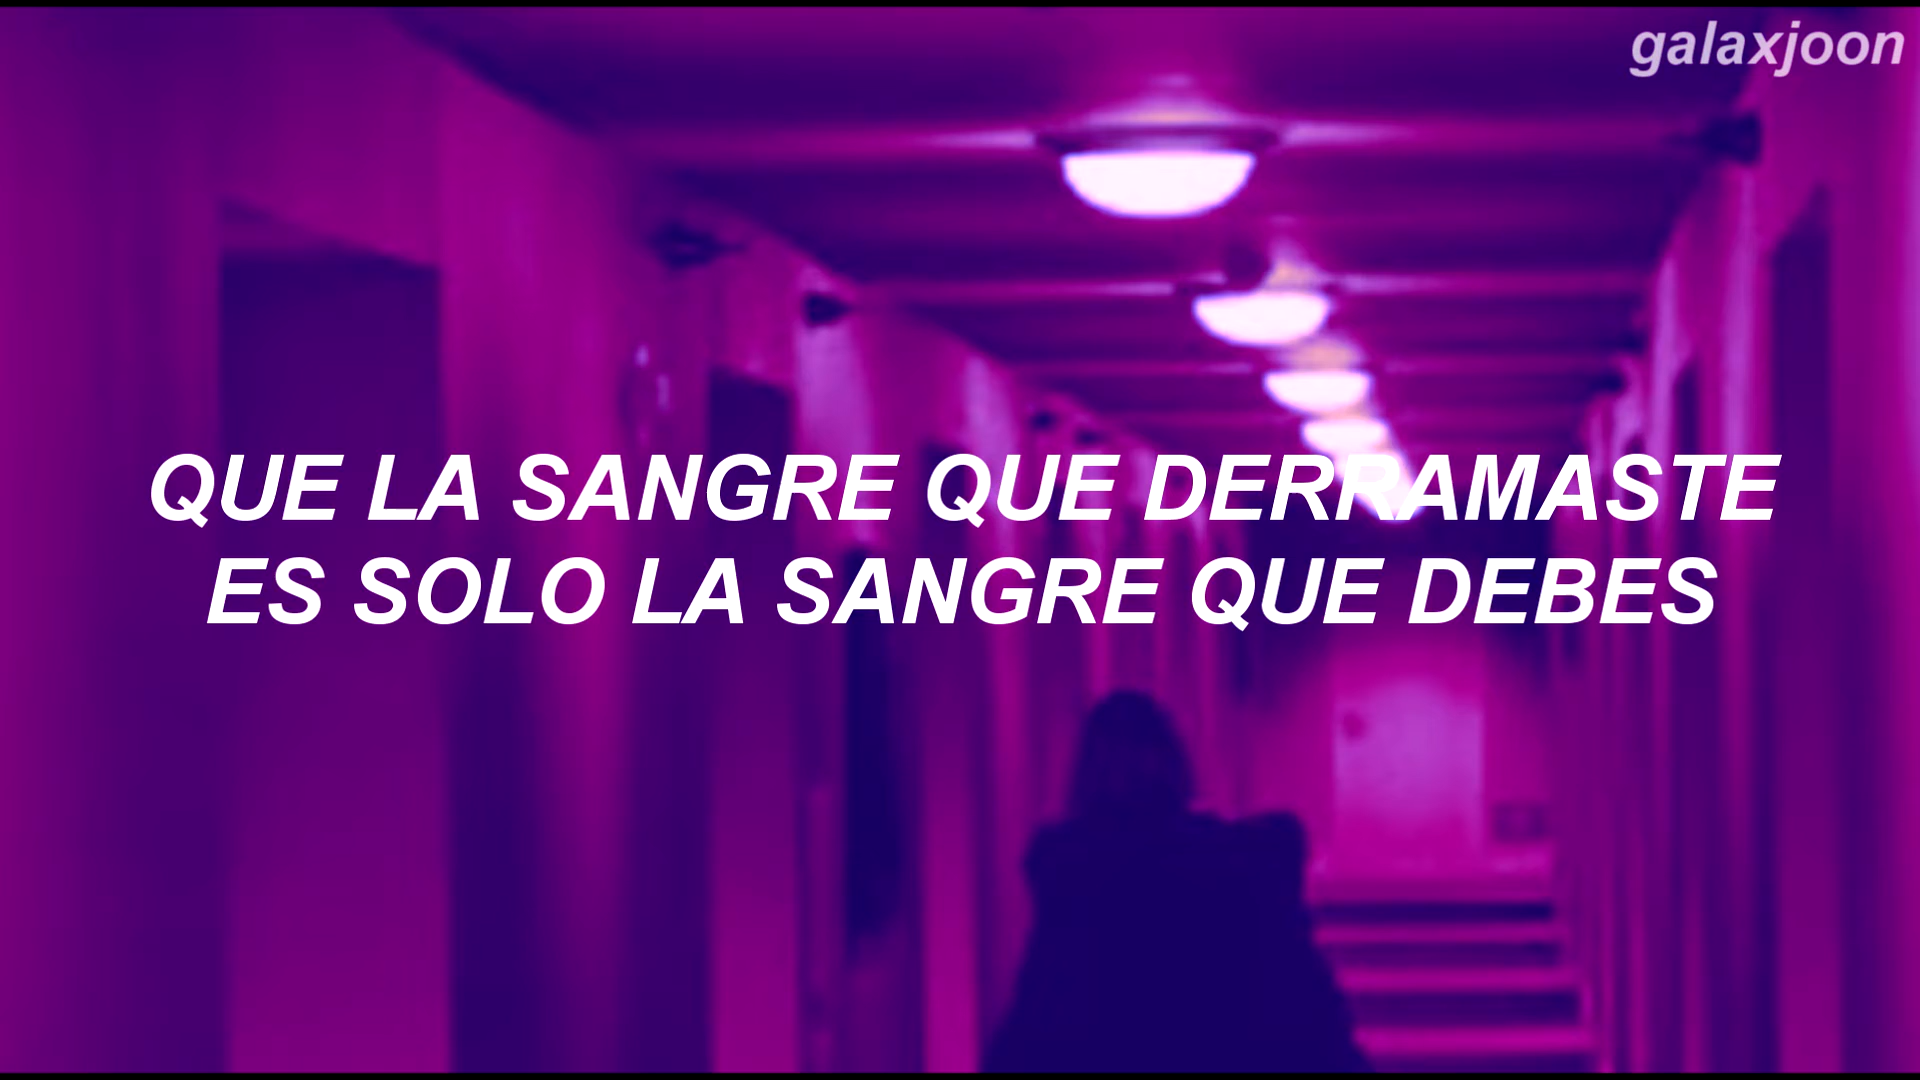 galaxjoon
QUE LA SANGRE QUE DERRAMASTE
ES SOLO LA SANGRE QUE DEBES